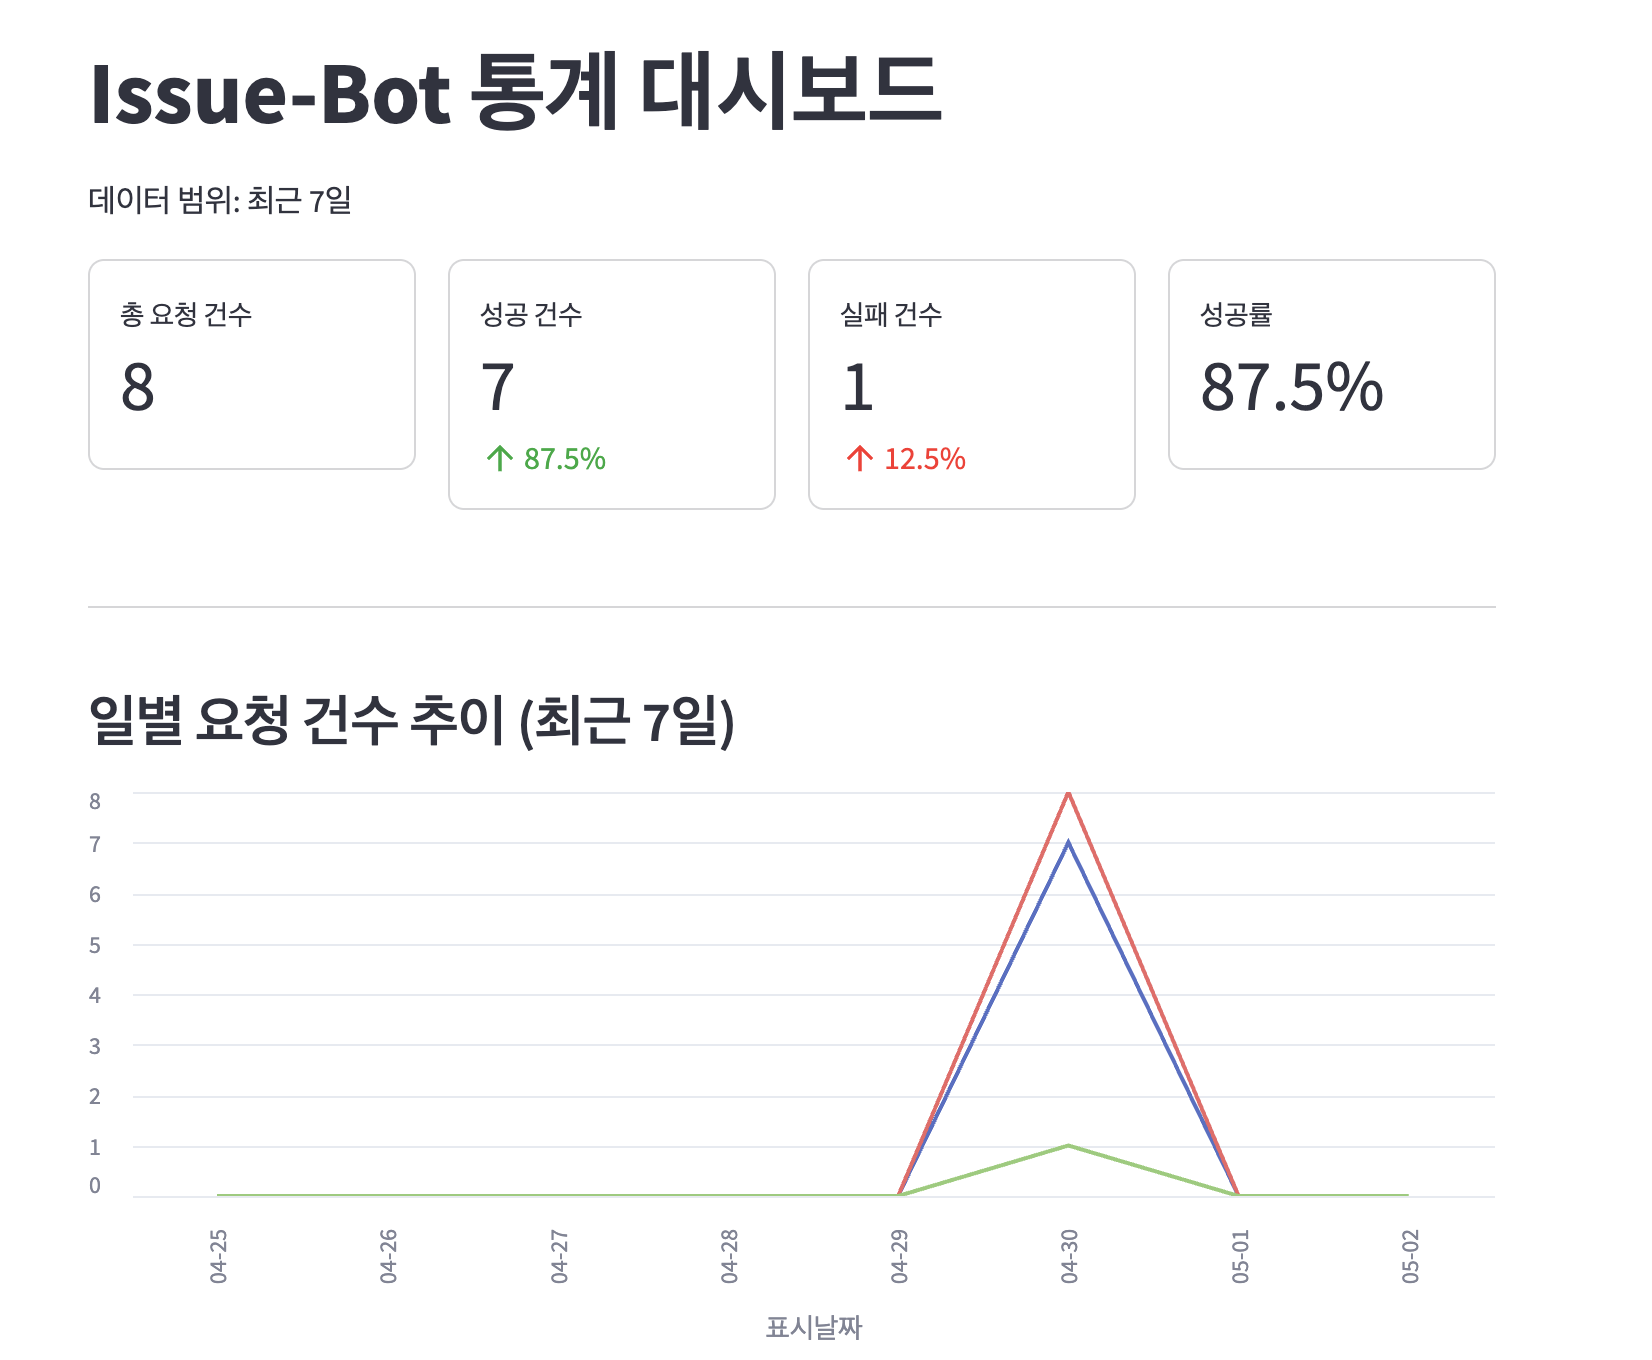 Issue-Bot 통계 대시보드
데이터 범위: 최근 7일
총 요청 건수
8
성공 건수
7
↑ 87.5%
실패 건수
1
↑ 12.5%
성공률
87.5%
일별 요청 건수 추이 (최근 7일)
8
7
6
5
4
3
2
1
0
04-25
04-26
04-27
04-28
04-29
04-30
05-01
05-02
표시날짜